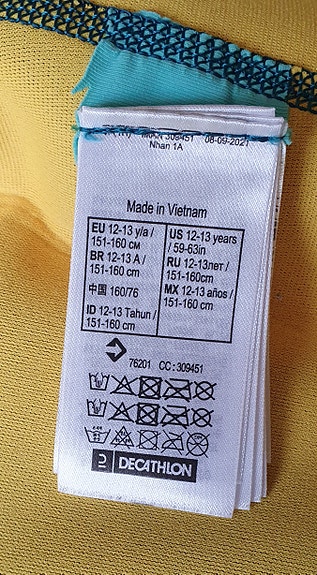 309451 08-09-2021
Nhan 1A
Made in Vietnam
EU 12-13 y/a /
151-160 см
BR 12-13 A /
151-160 cm
中国 160/76
ID 12-13 Tahun /
151-160 cm
US 12-13 years
/ 59-63in
RU 12-13лет /
151-160cm
MX 12-13 años /
151-160 cm
76201 CC:309451
DECATHLON